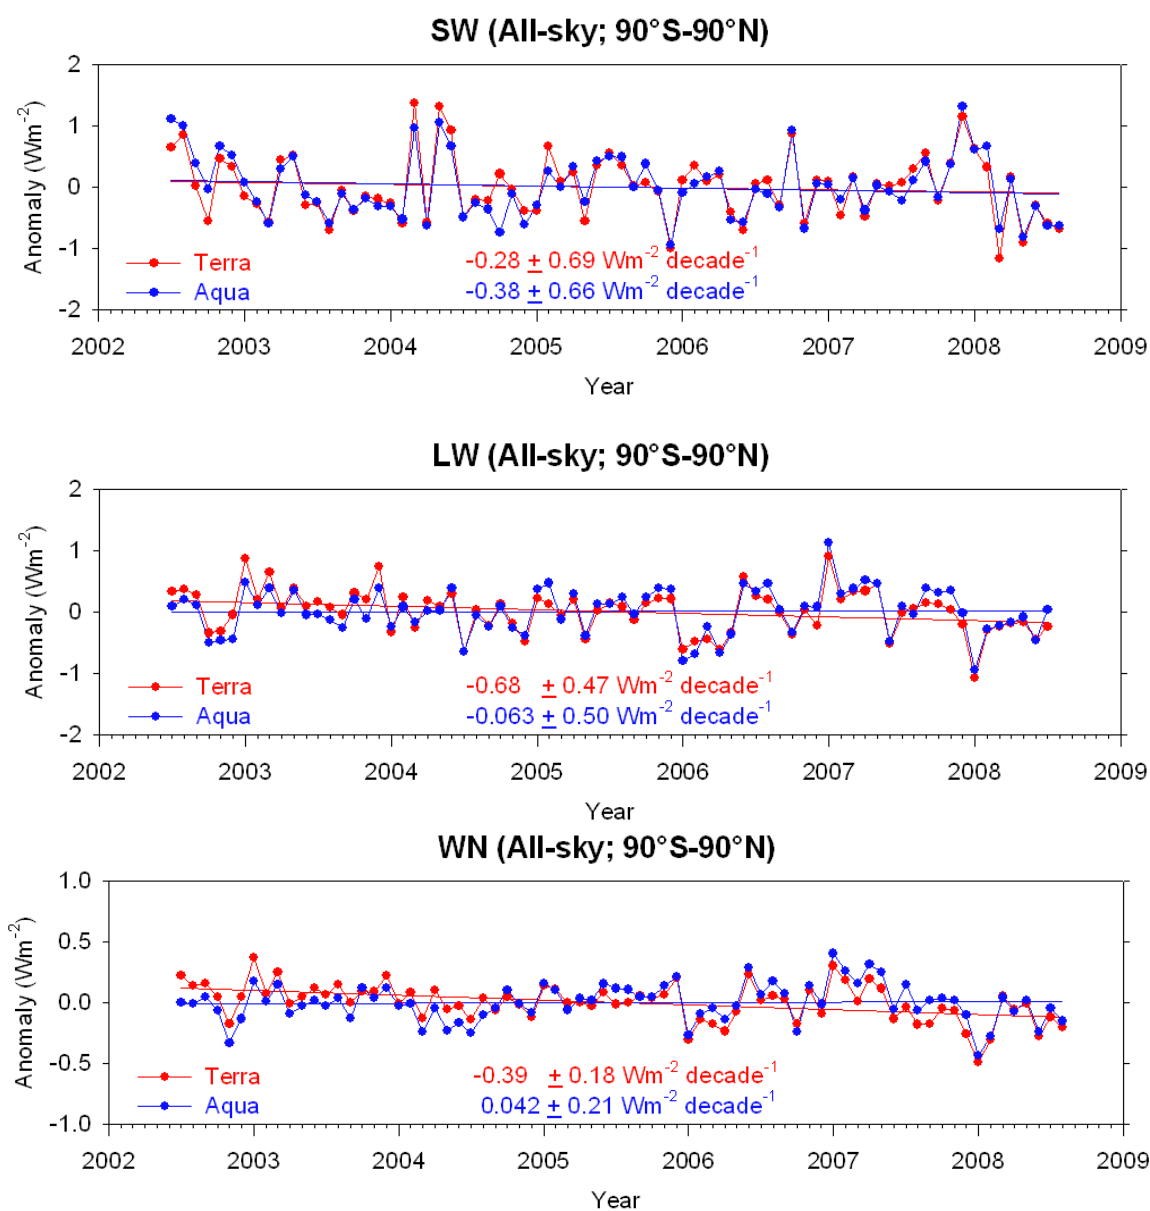 SW (All-sky; 90°S-90°N)
2
1
0
-1
-2
Anomaly (Wm⁻²)
Terra -0.28 ± 0.69 Wm⁻² decade⁻¹
Aqua -0.38 ± 0.66 Wm⁻² decade⁻¹
2002 2003 2004 2005 2006 2007 2008 2009
Year
LW (All-sky; 90°S-90°N)
2
1
0
-1
-2
Anomaly (Wm⁻²)
Terra -0.68 ± 0.47 Wm⁻² decade⁻¹
Aqua -0.063 ± 0.50 Wm⁻² decade⁻¹
2002 2003 2004 2005 2006 2007 2008 2009
Year
WN (All-sky; 90°S-90°N)
1.0
0.5
0.0
-0.5
-1.0
Anomaly (Wm⁻²)
Terra -0.39 ± 0.18 Wm⁻² decade⁻¹
Aqua 0.042 ± 0.21 Wm⁻² decade⁻¹
2002 2003 2004 2005 2006 2007 2008 2009
Year